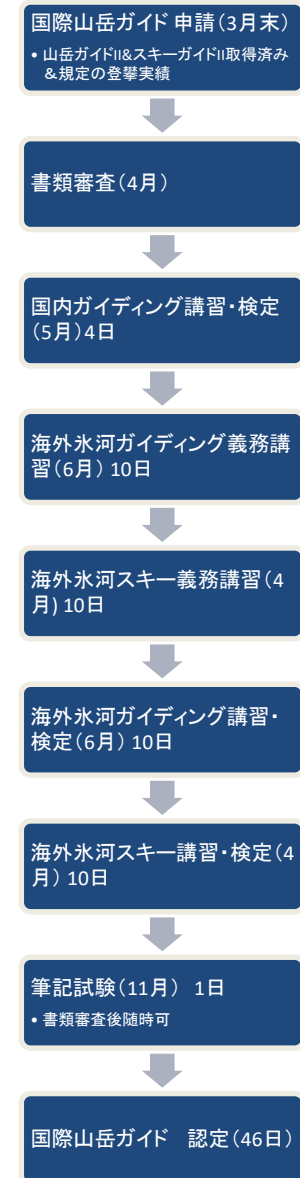 国際山岳ガイド 申請(3月末)
• 山岳ガイドII&スキーガイドII取得済み
&規定の登攀実績
書類審査(4月)
国内ガイディング講習・検定
(5月)4日
海外氷河ガイディング義務講
習(6月) 10日
海外氷河スキー義務講習(4
月) 10日
海外氷河ガイディング講習・
検定(6月) 10日
海外氷河スキー講習・検定(4
月) 10日
筆記試験(11月) 1日
• 書類審査後随時可
国際山岳ガイド　認定(46日)